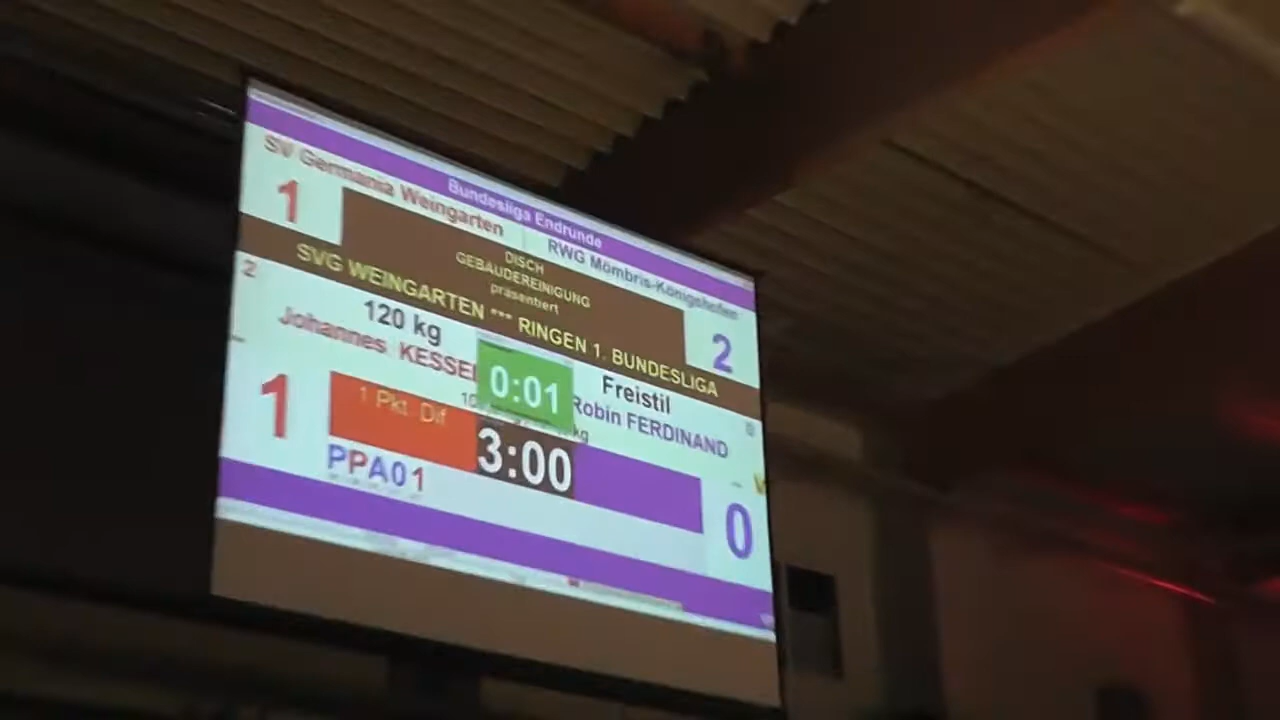 Bundesliga Endrunde
SV Germania Weingarten
RWG Mömbris-Königshofen
1
DISCH
GEBÄUDEREINIGUNG
präsentiert
2
SVG WEINGARTEN *** RINGEN 1. BUNDESLIGA
2
120 kg
0:01
Freistil
Johannes KESSEL
Robin FERDINAND
1
1 Pkt. Dif
3:00
0
PPA01